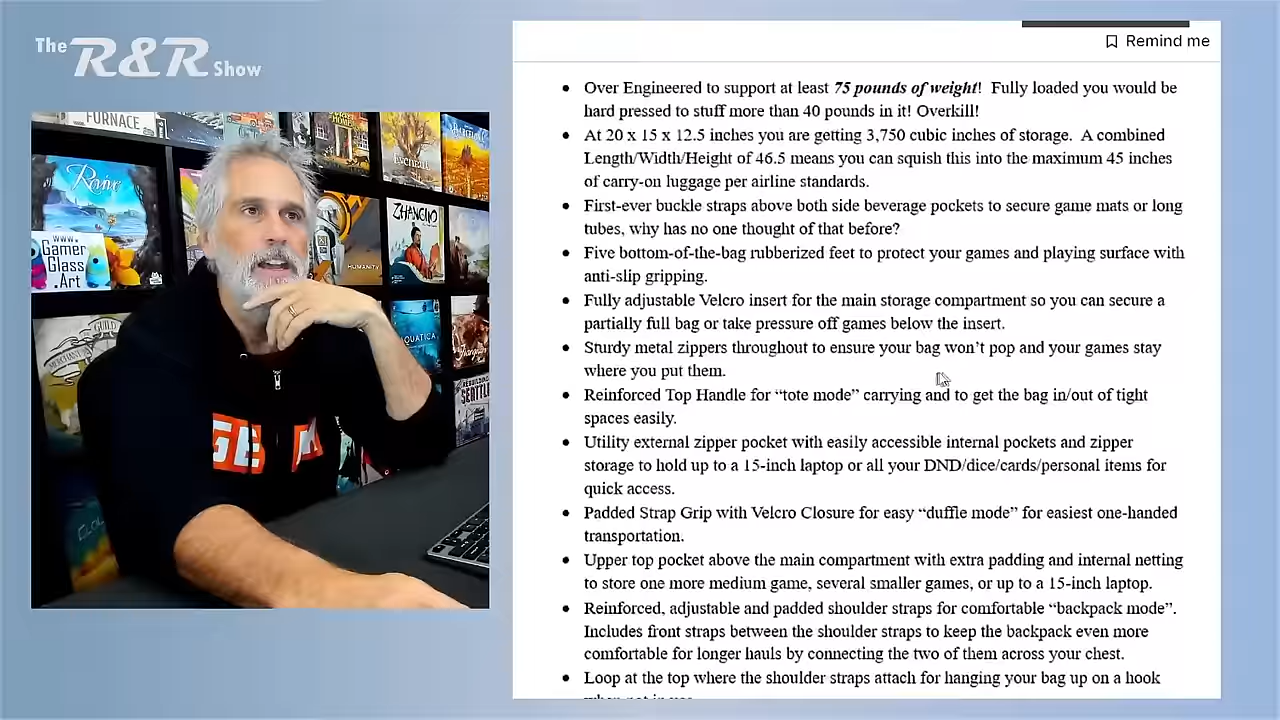 The R&R Show
Remind me
FURNACE
Revive
www.
Gamer
Glass
.Art
ZHANGUO
HUMANITY
AQUATICA
GUILD
REBUILDING
SEATTLE
• Over Engineered to support at least 75 pounds of weight!  Fully loaded you would be
hard pressed to stuff more than 40 pounds in it! Overkill!
• At 20 x 15 x 12.5 inches you are getting 3,750 cubic inches of storage.  A combined
Length/Width/Height of 46.5 means you can squish this into the maximum 45 inches
of carry-on luggage per airline standards.
• First-ever buckle straps above both side beverage pockets to secure game mats or long
tubes, why has no one thought of that before?
• Five bottom-of-the-bag rubberized feet to protect your games and playing surface with
anti-slip gripping.
• Fully adjustable Velcro insert for the main storage compartment so you can secure a
partially full bag or take pressure off games below the insert.
• Sturdy metal zippers throughout to ensure your bag won’t pop and your games stay
where you put them.
• Reinforced Top Handle for “tote mode” carrying and to get the bag in/out of tight
spaces easily.
• Utility external zipper pocket with easily accessible internal pockets and zipper
storage to hold up to a 15-inch laptop or all your DND/dice/cards/personal items for
quick access.
• Padded Strap Grip with Velcro Closure for easy “duffle mode” for easiest one-handed
transportation.
• Upper top pocket above the main compartment with extra padding and internal netting
to store one more medium game, several smaller games, or up to a 15-inch laptop.
• Reinforced, adjustable and padded shoulder straps for comfortable “backpack mode”.
Includes front straps between the shoulder straps to keep the backpack even more
comfortable for longer hauls by connecting the two of them across your chest.
• Loop at the top where the shoulder straps attach for hanging your bag up on a hook